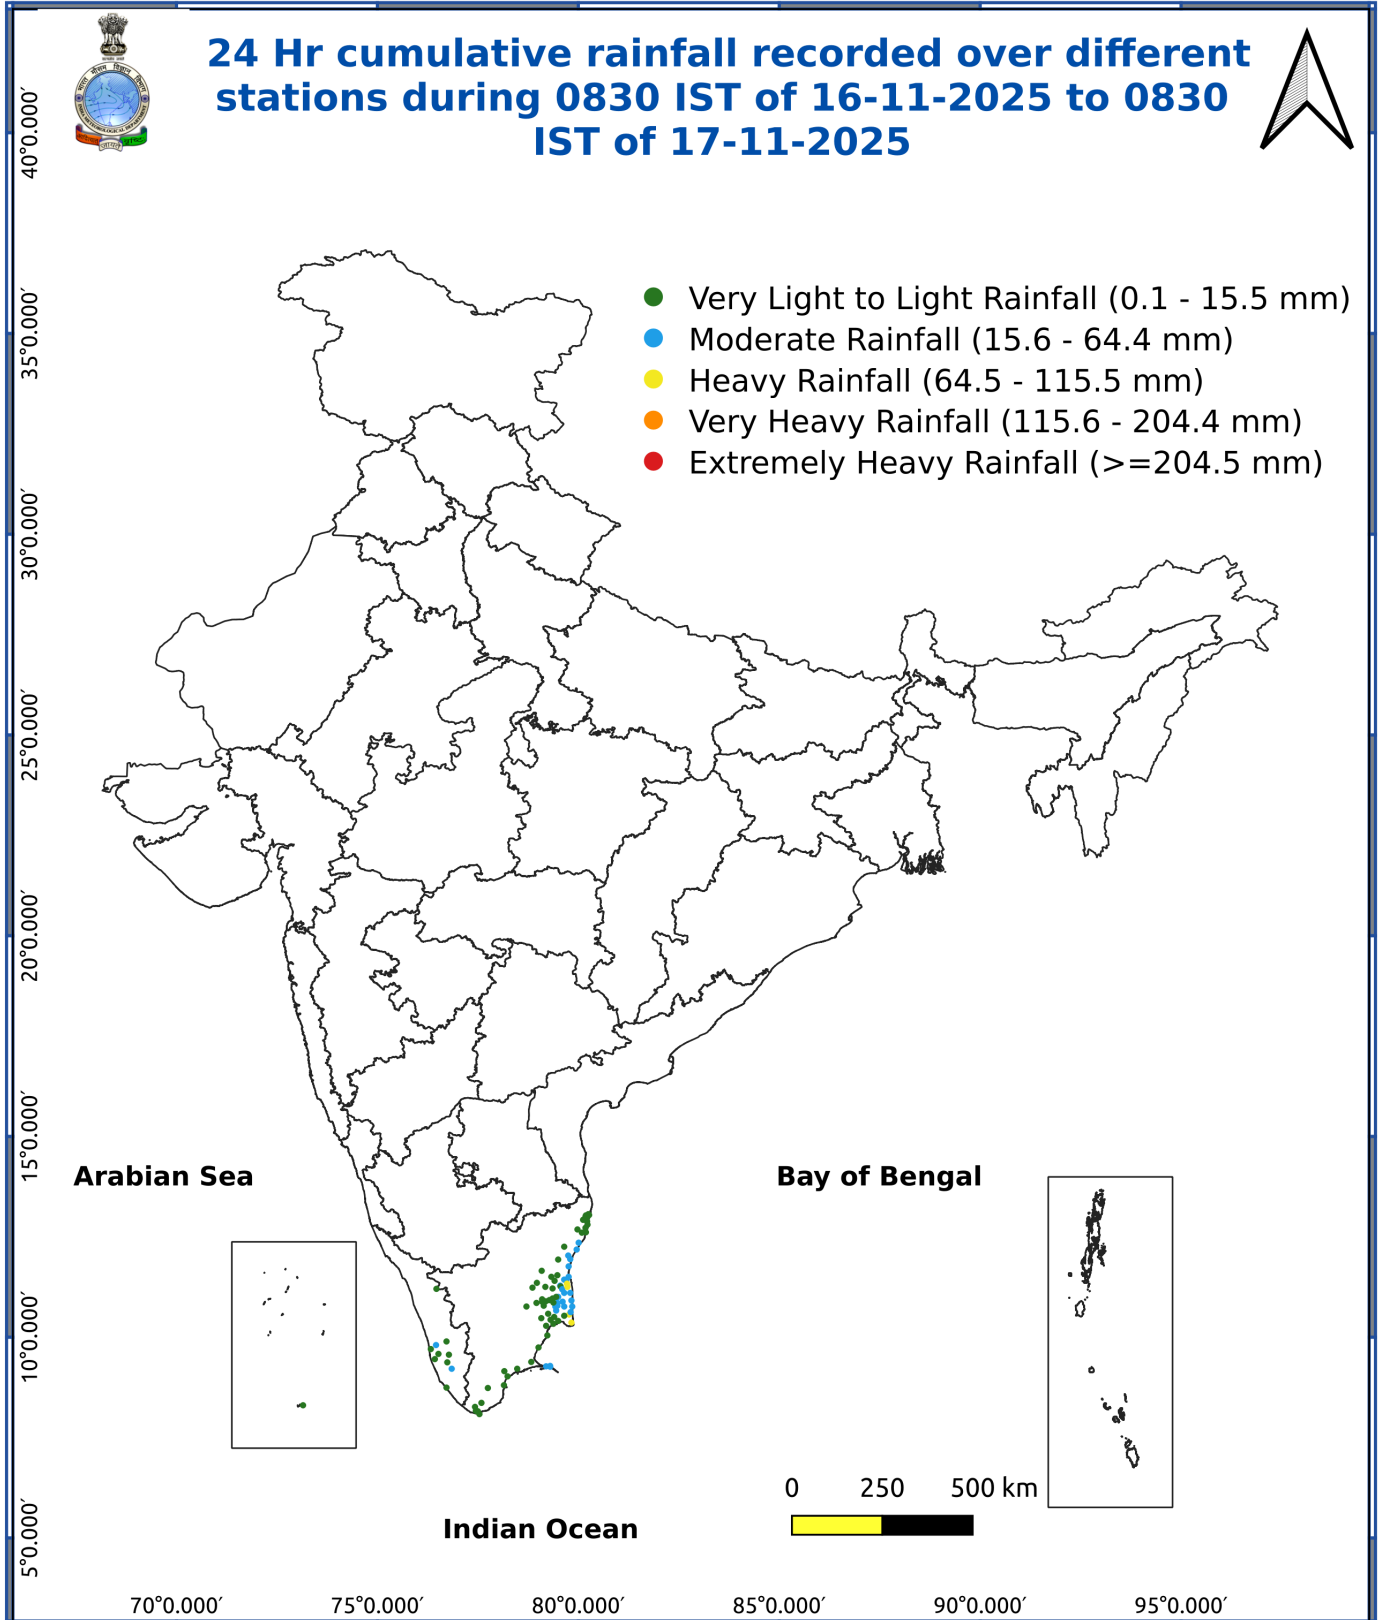 24 Hr cumulative rainfall recorded over different
stations during 0830 IST of 16-11-2025 to 0830
IST of 17-11-2025
Very Light to Light Rainfall (0.1 - 15.5 mm)
Moderate Rainfall (15.6 - 64.4 mm)
Heavy Rainfall (64.5 - 115.5 mm)
Very Heavy Rainfall (115.6 - 204.4 mm)
Extremely Heavy Rainfall (>=204.5 mm)
40°0.000′
35°0.000′
30°0.000′
25°0.000′
20°0.000′
15°0.000′
10°0.000′
5°0.000′
Arabian Sea
Bay of Bengal
Indian Ocean
0 250 500 km
70°0.000′ 75°0.000′ 80°0.000′ 85°0.000′ 90°0.000′ 95°0.000′